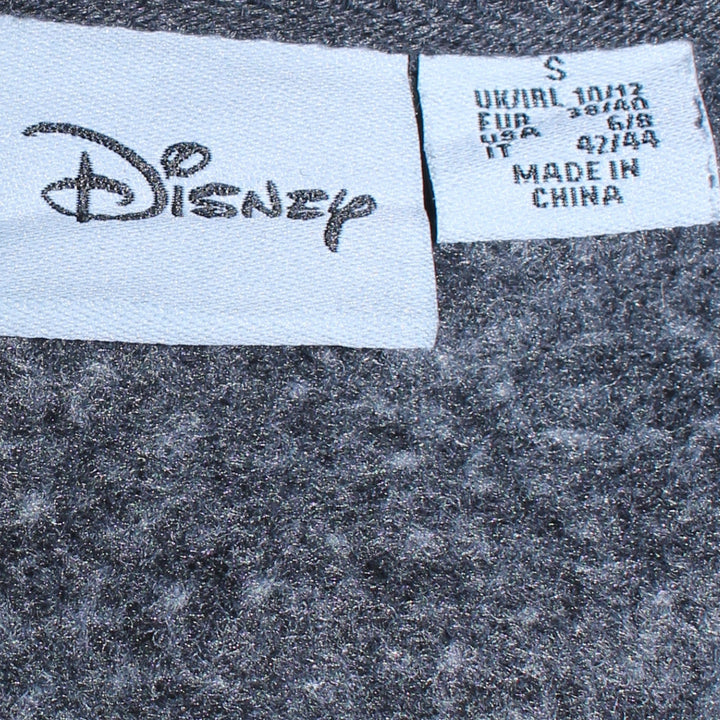 Disney
S
UK/IRL 10/12
EUR 38/40
USA 6/8
IT 42/44
MADE IN
CHINA